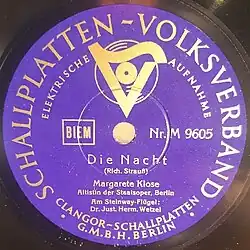 SCHALLPLATTEN-VOLKSVERBAND
ELEKTRISCHE AUFNAHME
BIEM
Nr. M 9605
Die Nacht
(Rich. Strauß)
Margarete Klose
Altistin der Staatsoper, Berlin
Am Steinway-Flügel:
Dr. Just. Herm. Wetzel
CLANGOR-SCHALLPLATTEN
G.M.B.H. BERLIN